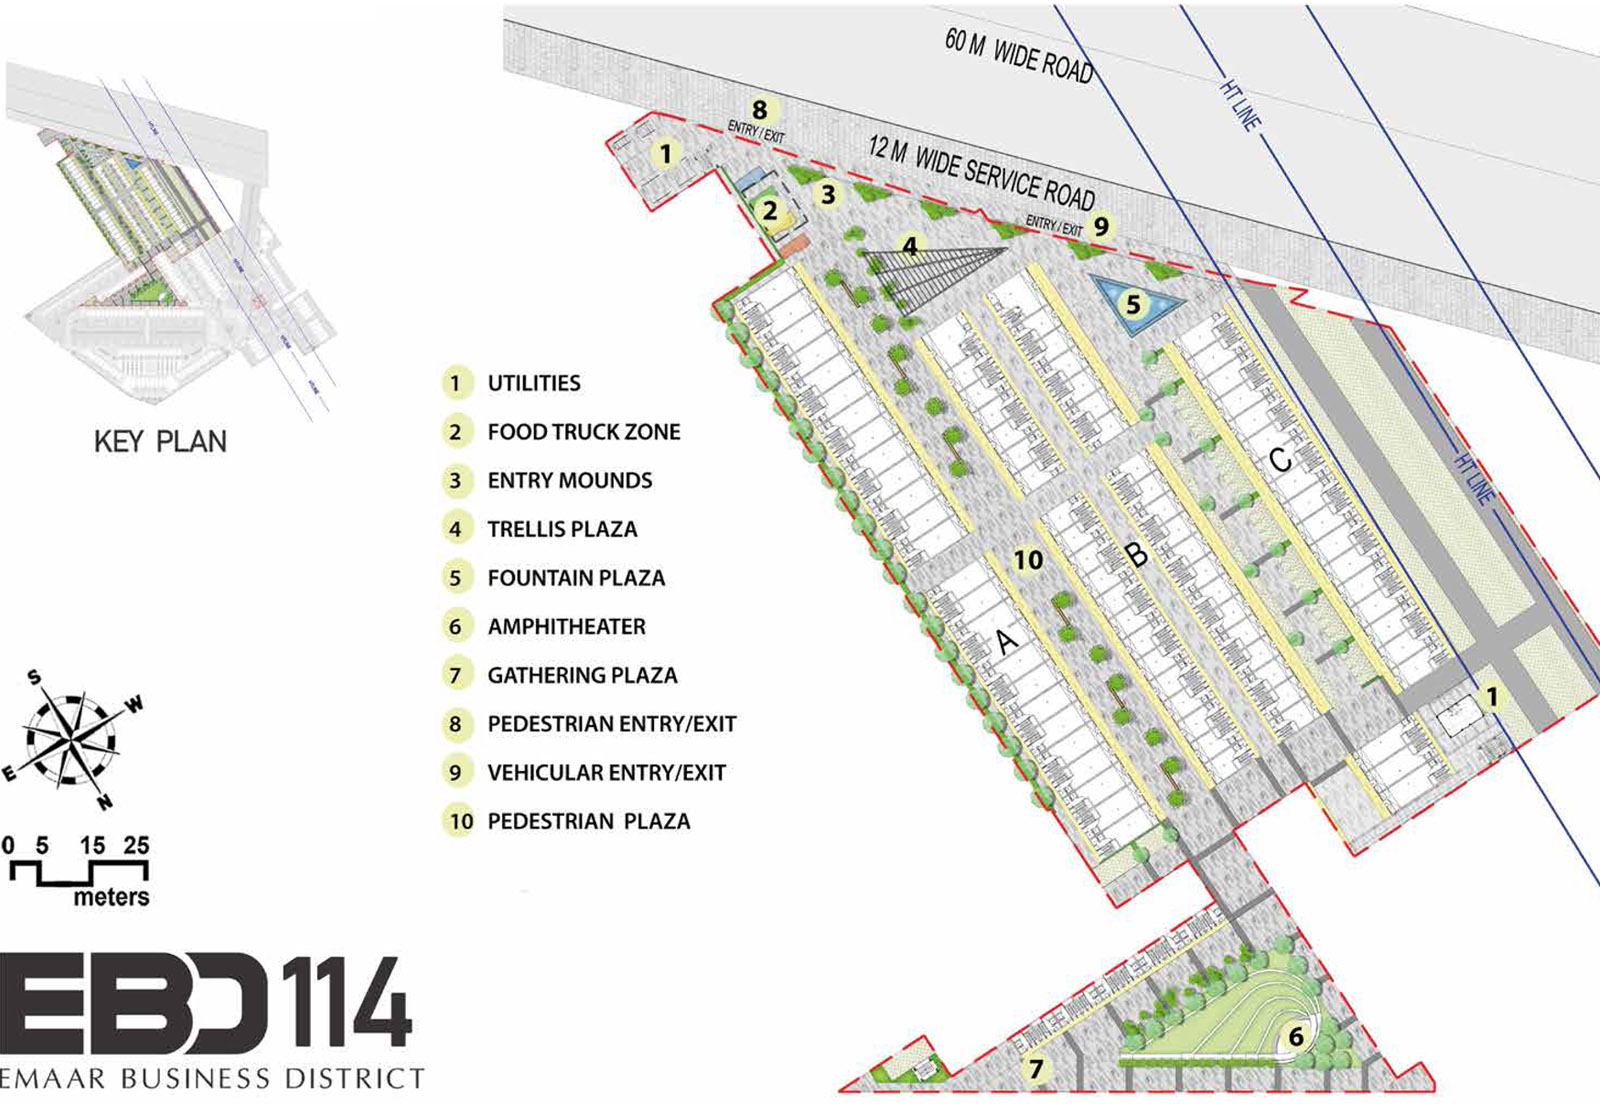 60 M WIDE ROAD
HT LINE
8
ENTRY / EXIT
12 M WIDE SERVICE ROAD
1
2
3
ENTRY / EXIT 9
4
5
KEY PLAN
1 UTILITIES
2 FOOD TRUCK ZONE
3 ENTRY MOUNDS
4 TRELLIS PLAZA
5 FOUNTAIN PLAZA
6 AMPHITHEATER
7 GATHERING PLAZA
8 PEDESTRIAN ENTRY/EXIT
9 VEHICULAR ENTRY/EXIT
10 PEDESTRIAN PLAZA
C
HT LINE
B
10
A
1
S
W
E
N
0 5 15 25
meters
6
7
EBD 114
EMAAR BUSINESS DISTRICT